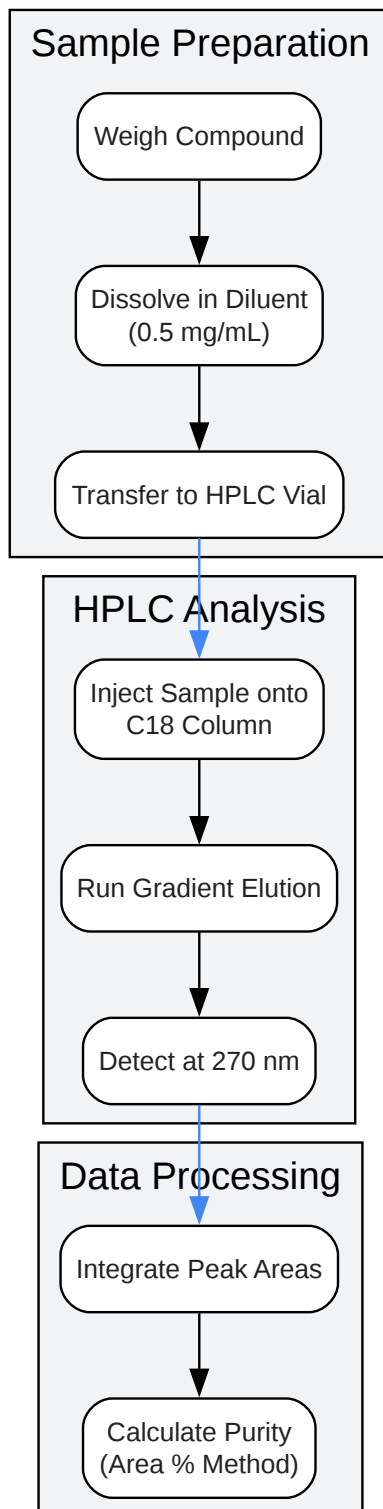 Sample Preparation
Weigh Compound
Dissolve in Diluent
(0.5 mg/mL)
Transfer to HPLC Vial
HPLC Analysis
Inject Sample onto
C18 Column
Run Gradient Elution
Detect at 270 nm
Data Processing
Integrate Peak Areas
Calculate Purity
(Area % Method)